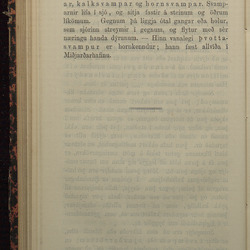 ar, kalksvampar og hornsvampar. Svamp-
arnir lifa í sjó, og sitja fastir á steinum og öðrum
líkömum. Gegnum þá liggja ótal gangar eða holur,
sem sjórinn streymir í gegnum, og flytur með sér
næringu handa dýrunum. — Hinn vanalegi þvotta-
svampur er hornkenndur; hann fæst allvíða í
Miðjarðarhafinu.